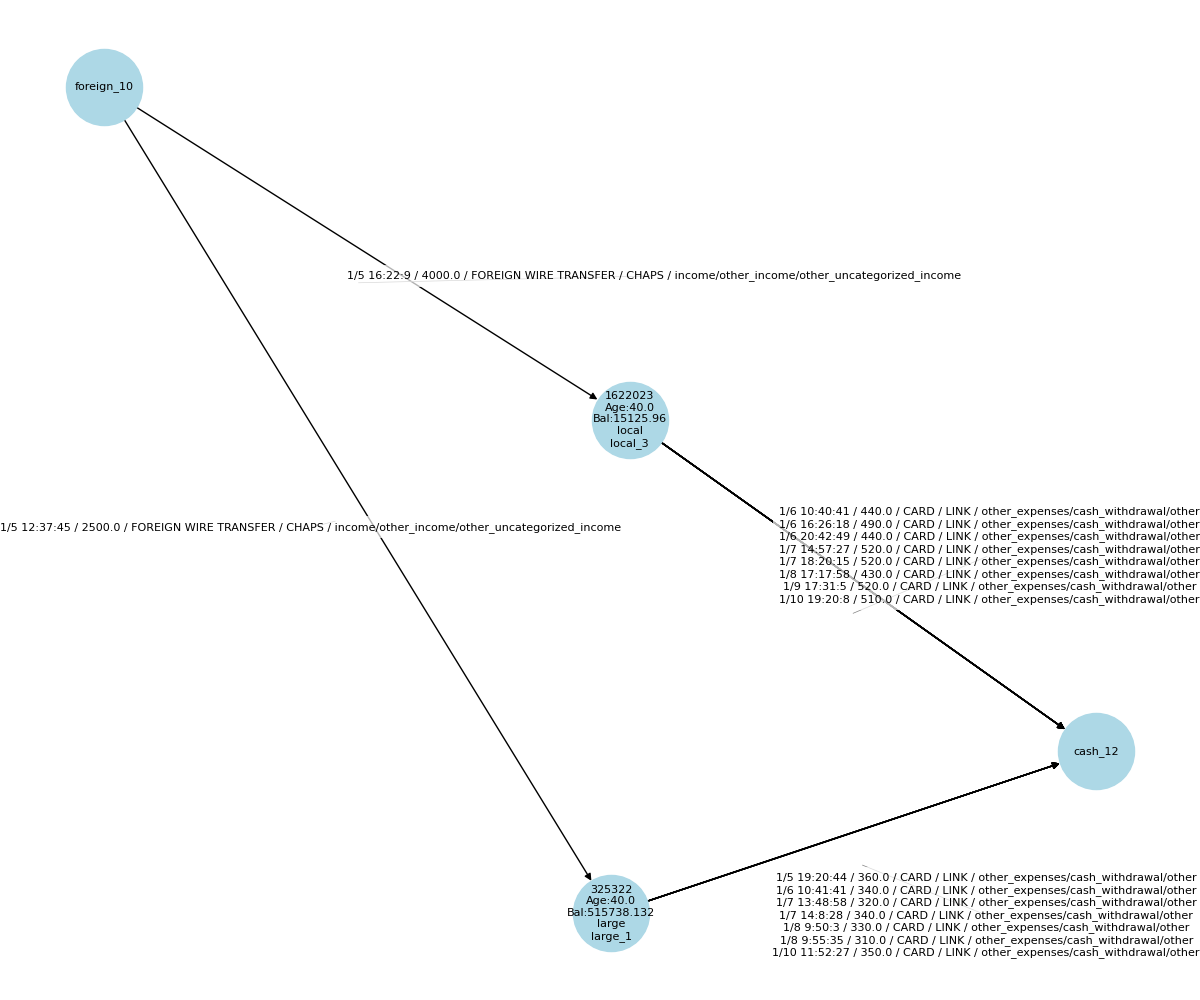 foreign_10
1/5 16:22:9 / 4000.0 / FOREIGN WIRE TRANSFER / CHAPS / income/other_income/other_uncategorized_income
1622023
Age:40.0
Bal:15125.96
local
local_3
1/6 10:40:41 / 440.0 / CARD / LINK / other_expenses/cash_withdrawal/other
1/6 16:26:18 / 490.0 / CARD / LINK / other_expenses/cash_withdrawal/other
1/6 20:42:49 / 440.0 / CARD / LINK / other_expenses/cash_withdrawal/other
1/7 14:57:27 / 520.0 / CARD / LINK / other_expenses/cash_withdrawal/other
1/7 18:20:15 / 520.0 / CARD / LINK / other_expenses/cash_withdrawal/other
1/8 17:17:58 / 430.0 / CARD / LINK / other_expenses/cash_withdrawal/other
1/9 17:31:5 / 520.0 / CARD / LINK / other_expenses/cash_withdrawal/other
1/10 19:20:8 / 510.0 / CARD / LINK / other_expenses/cash_withdrawal/other
1/5 12:37:45 / 2500.0 / FOREIGN WIRE TRANSFER / CHAPS / income/other_income/other_uncategorized_income
cash_12
325322
Age:40.0
Bal:515738.132
large
large_1
1/5 19:20:44 / 360.0 / CARD / LINK / other_expenses/cash_withdrawal/other
1/6 10:41:41 / 340.0 / CARD / LINK / other_expenses/cash_withdrawal/other
1/7 13:48:58 / 320.0 / CARD / LINK / other_expenses/cash_withdrawal/other
1/7 14:8:28 / 340.0 / CARD / LINK / other_expenses/cash_withdrawal/other
1/8 9:50:3 / 330.0 / CARD / LINK / other_expenses/cash_withdrawal/other
1/8 9:55:35 / 310.0 / CARD / LINK / other_expenses/cash_withdrawal/other
1/10 11:52:27 / 350.0 / CARD / LINK / other_expenses/cash_withdrawal/other